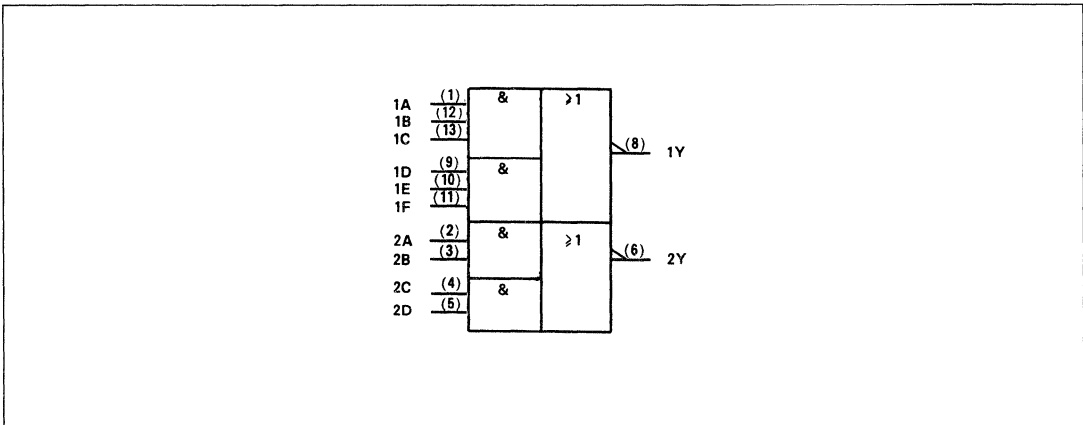 1A (1) & ≥1
1B (12)
1C (13)
(8) 1Y
1D (9) &
1E (10)
1F (11)
2A (2) & ≥1
2B (3)
(6) 2Y
2C (4) &
2D (5)